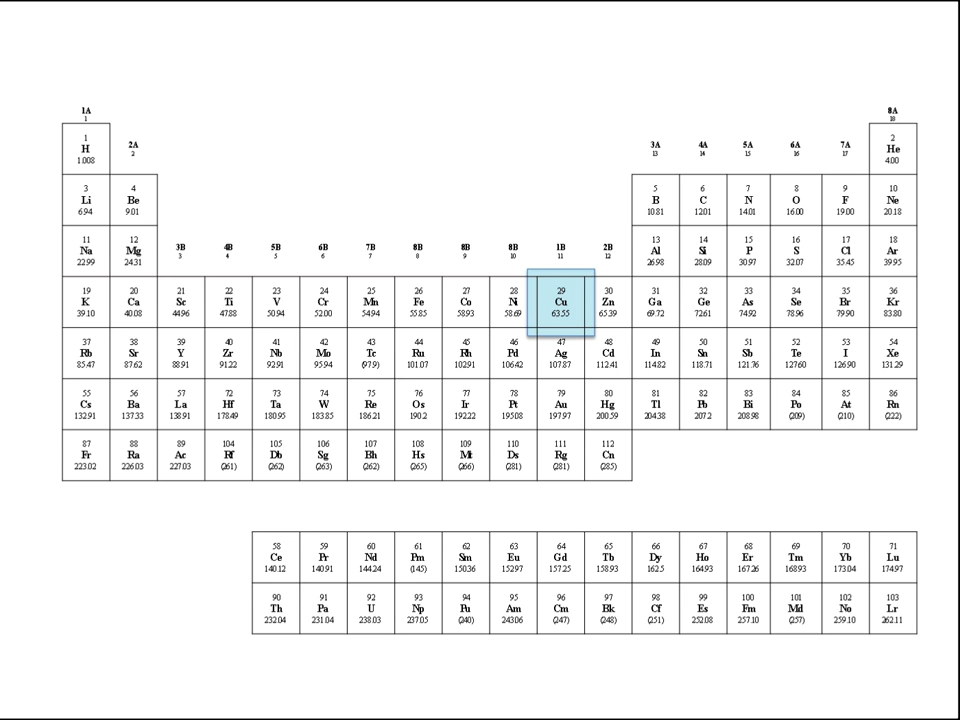 1A 8A
1 18
1 2
H 2A 3A 4A 5A 6A 7A He
1.008 2 13 14 15 16 17 4.00
3 4 5 6 7 8 9 10
Li Be B C N O F Ne
6.94 9.01 10.81 12.01 14.01 16.00 19.00 20.18
11 12 13 14 15 16 17 18
Na Mg 3B 4B 5B 6B 7B 8B 8B 8B 1B 2B Al Si P S Cl Ar
22.99 24.31 3 4 5 6 7 8 9 10 11 12 26.98 28.09 30.97 32.07 35.45 39.95
19 20 21 22 23 24 25 26 27 28 29 30 31 32 33 34 35 36
K Ca Sc Ti V Cr Mn Fe Co Ni Cu Zn Ga Ge As Se Br Kr
39.10 40.08 44.96 47.88 50.94 52.00 54.94 55.85 58.93 58.69 63.55 65.39 69.72 72.61 74.92 78.96 79.90 83.80
37 38 39 40 41 42 43 44 45 46 47 48 49 50 51 52 53 54
Rb Sr Y Zr Nb Mo Tc Ru Rh Pd Ag Cd In Sn Sb Te I Xe
85.47 87.62 88.91 91.22 92.91 95.94 (97.9) 101.07 102.91 106.42 107.87 112.41 114.82 118.71 121.76 127.60 126.90 131.29
55 56 57 72 73 74 75 76 77 78 79 80 81 82 83 84 85 86
Cs Ba La Hf Ta W Re Os Ir Pt Au Hg Tl Pb Bi Po At Rn
132.91 137.33 138.91 178.49 180.95 183.85 186.21 190.2 192.22 195.08 197.97 200.59 204.38 207.2 208.98 (209) (210) (222)
87 88 89 104 105 106 107 108 109 110 111 112
Fr Ra Ac Rf Db Sg Bh Hs Mt Ds Rg Cn
223.02 226.03 227.03 (261) (262) (263) (262) (265) (266) (281) (281) (285)
58 59 60 61 62 63 64 65 66 67 68 69 70 71
Ce Pr Nd Pm Sm Eu Gd Tb Dy Ho Er Tm Yb Lu
140.12 140.91 144.24 (145) 150.36 152.97 157.25 158.93 162.5 164.93 167.26 168.93 173.04 174.97
90 91 92 93 94 95 96 97 98 99 100 101 102 103
Th Pa U Np Pu Am Cm Bk Cf Es Fm Md No Lr
232.04 231.04 238.03 237.05 (240) 243.06 (247) (248) (251) 252.08 257.10 (257) 259.10 262.11